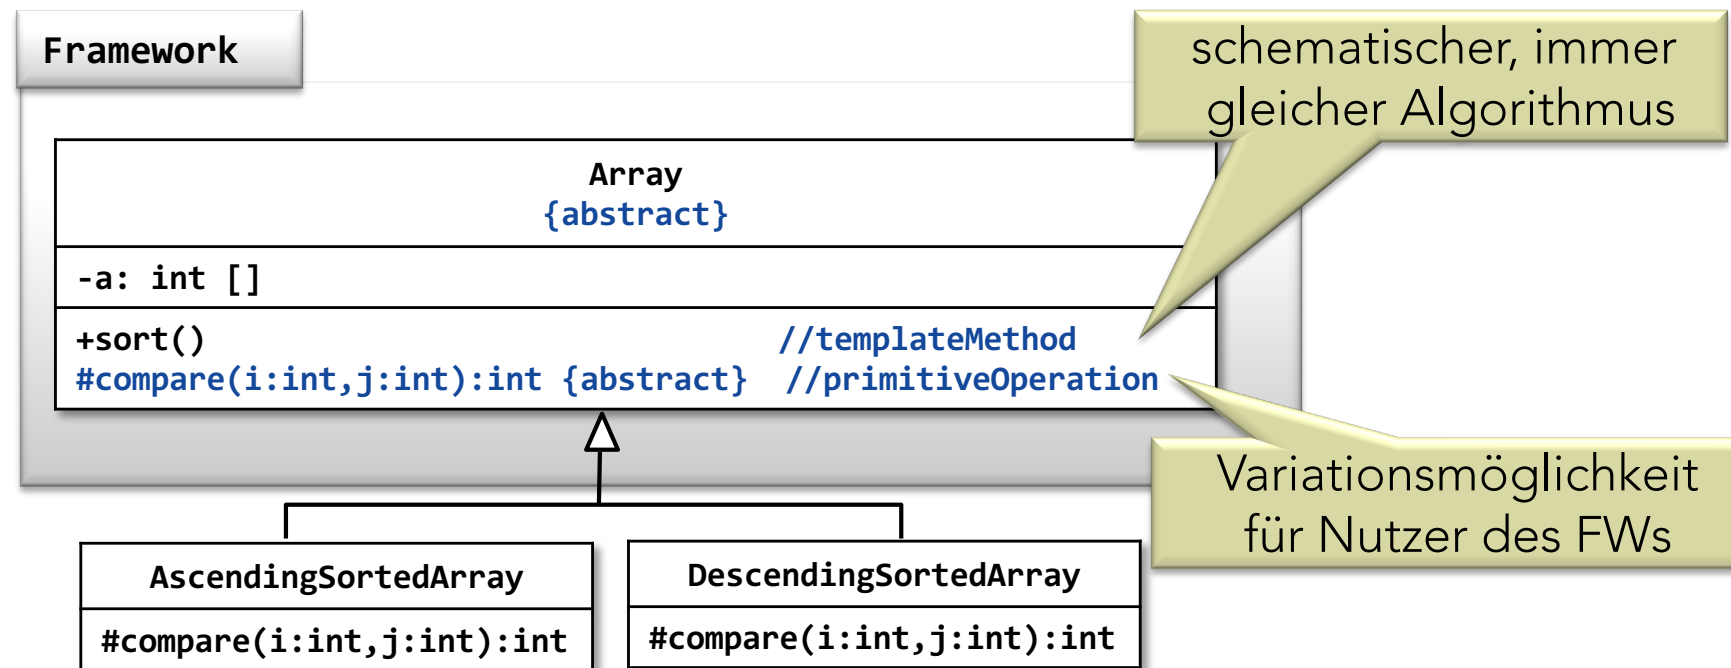 Framework
schematischer, immer
gleicher Algorithmus
Array
{abstract}
-a: int []
+sort() //templateMethod
#compare(i:int,j:int):int {abstract} //primitiveOperation
Variationsmöglichkeit
für Nutzer des FWs
AscendingSortedArray
#compare(i:int,j:int):int
DescendingSortedArray
#compare(i:int,j:int):int